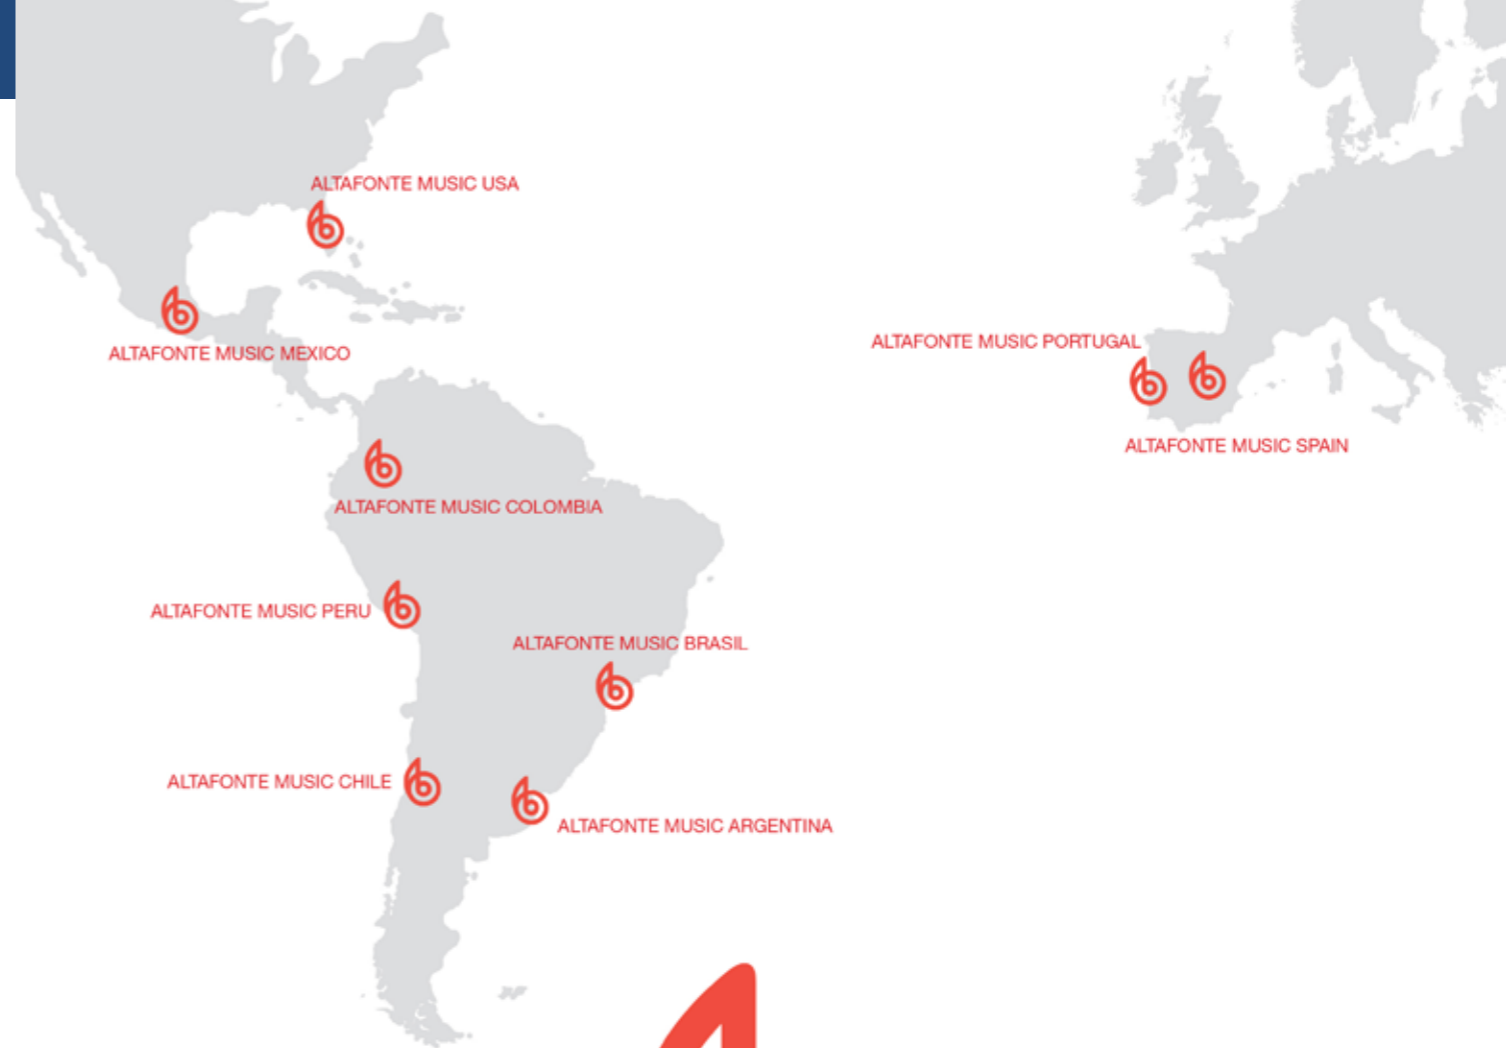 ALTAFONTE MUSIC USA
ALTAFONTE MUSIC MEXICO
ALTAFONTE MUSIC PORTUGAL
ALTAFONTE MUSIC SPAIN
ALTAFONTE MUSIC COLOMBIA
ALTAFONTE MUSIC PERU
ALTAFONTE MUSIC BRASIL
ALTAFONTE MUSIC CHILE
ALTAFONTE MUSIC ARGENTINA